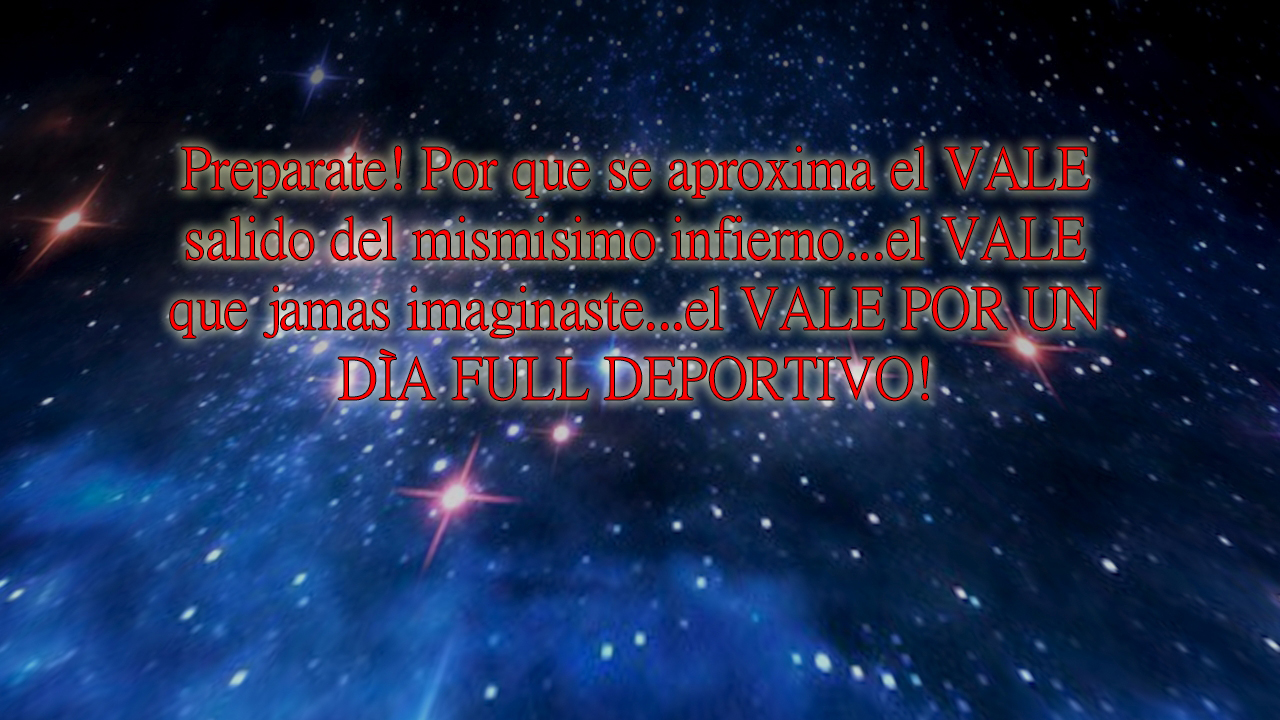 Preparate! Por que se aproxima el VALE
salido del mismisimo infierno...el VALE
que jamas imaginaste...el VALE POR UN
DÌA FULL DEPORTIVO!